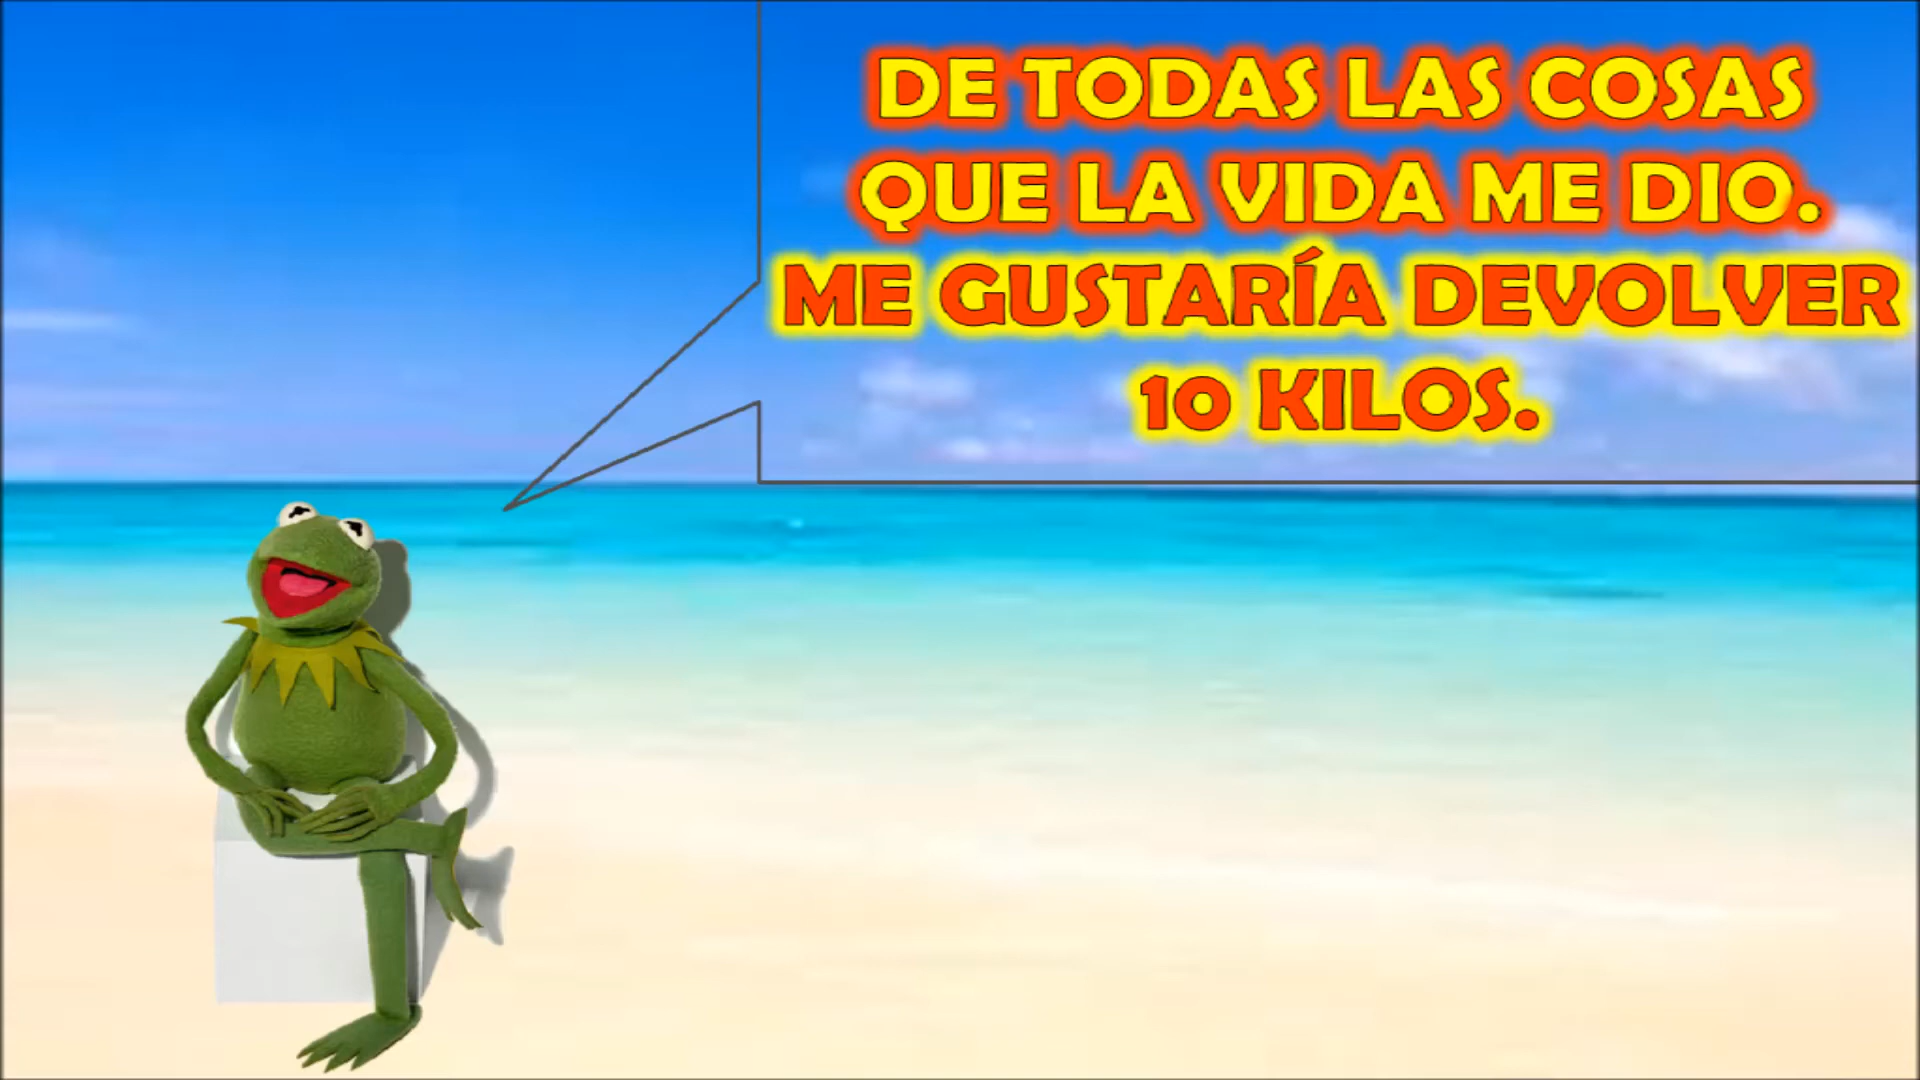 DE TODAS LAS COSAS
QUE LA VIDA ME DIO.
ME GUSTARÍA DEVOLVER
10 KILOS.